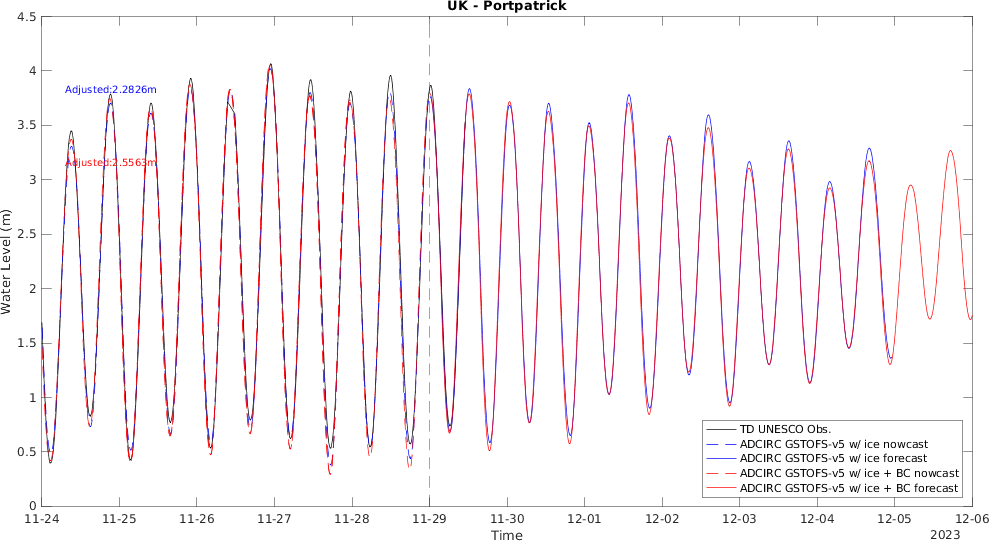 UK - Portpatrick
4.5
4
3.5
3
2.5
2
1.5
1
0.5
0
Water Level (m)
Adjusted:2.2826m
Adjusted:2.5563m
TD UNESCO Obs.
ADCIRC GSTOFS-v5 w/ ice nowcast
ADCIRC GSTOFS-v5 w/ ice forecast
ADCIRC GSTOFS-v5 w/ ice + BC nowcast
ADCIRC GSTOFS-v5 w/ ice + BC forecast
11-24 11-25 11-26 11-27 11-28 11-29 11-30 12-01 12-02 12-03 12-04 12-05 12-06
Time
2023